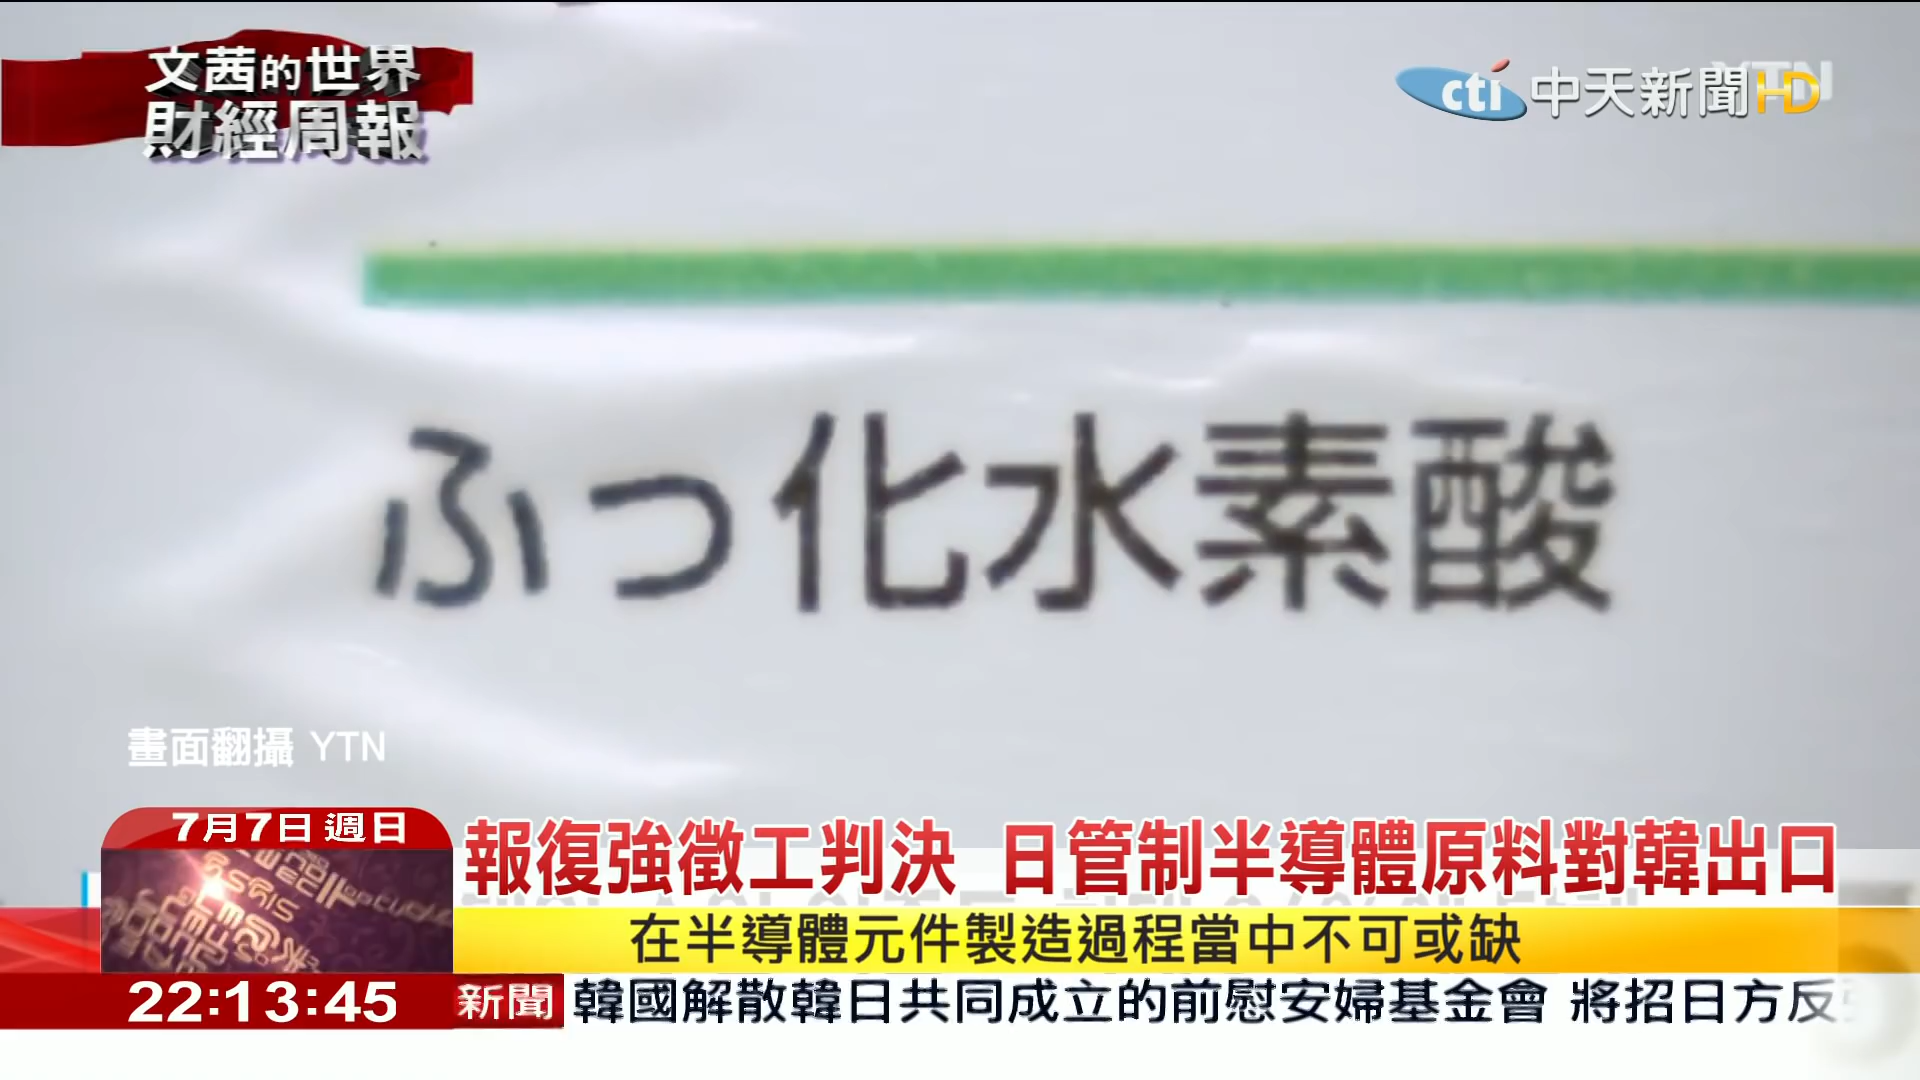 文茜的世界
財經周報
cti 中天新聞HD
YTN
ふっ化水素酸
畫面翻攝 YTN
7月7日 週日
報復強徵工判決 日管制半導體原料對韓出口
在半導體元件製造過程當中不可或缺
22:13:45
新聞 韓國解散韓日共同成立的前慰安婦基金會 將招日方反